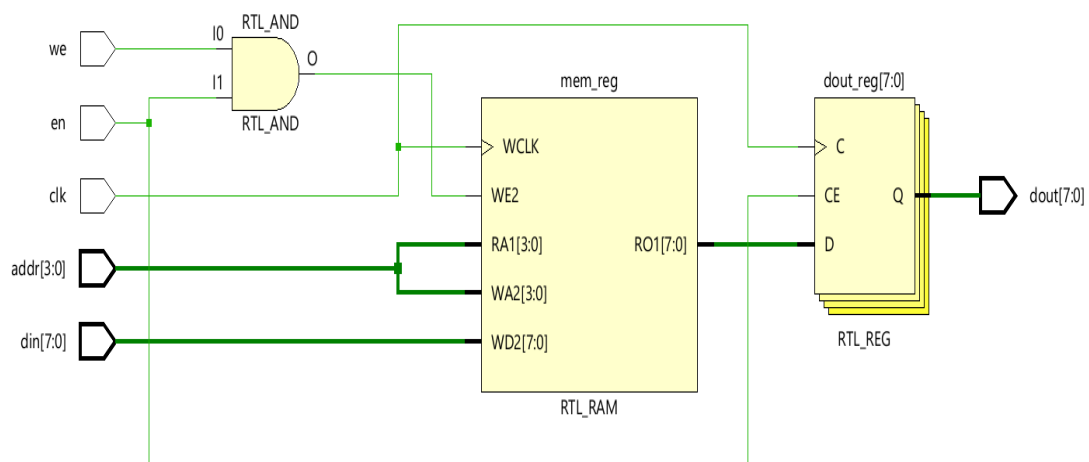 we
en
clk
addr[3:0]
din[7:0]
RTL_AND
I0
I1
O
RTL_AND
mem_reg
WCLK
WE2
RA1[3:0]
WA2[3:0]
WD2[7:0]
RO1[7:0]
RTL_RAM
dout_reg[7:0]
C
CE
D
Q
RTL_REG
dout[7:0]